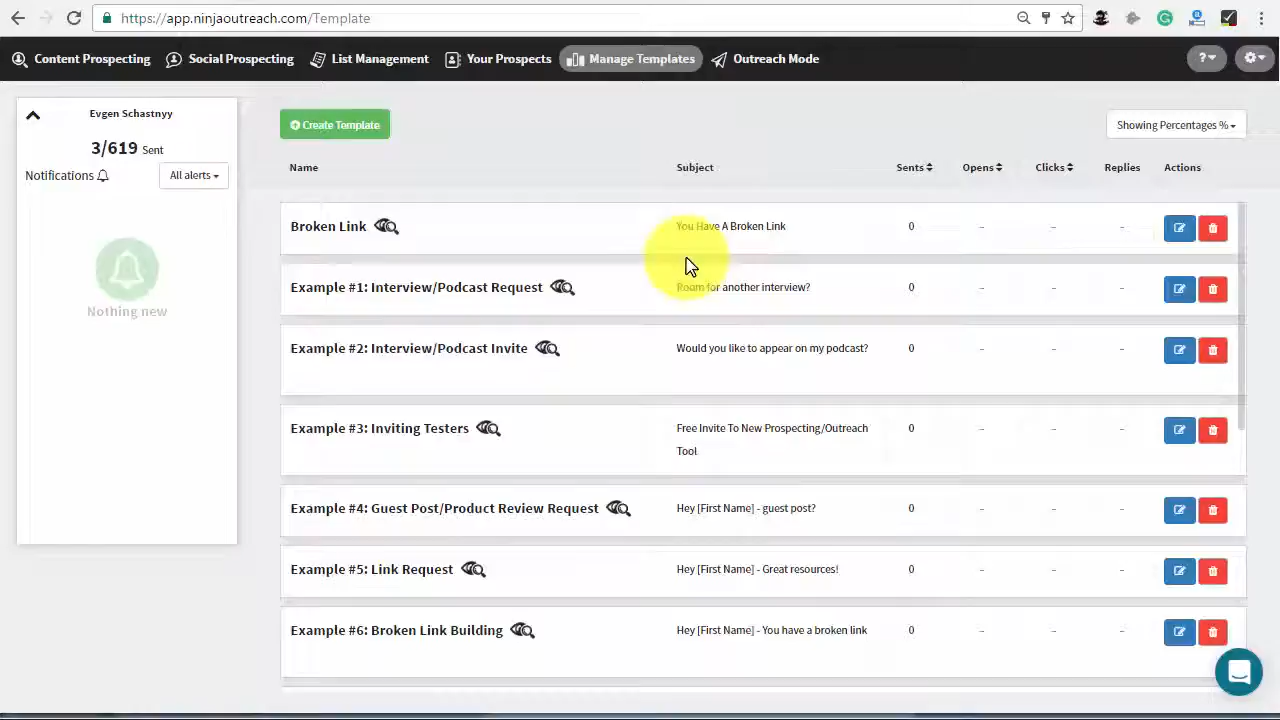 https://app.ninjaoutreach.com/Template
Content Prospecting Social Prospecting List Management Your Prospects Manage Templates Outreach Mode ?
Evgen Schastnyy
3/619 Sent
Notifications All alerts
Nothing new
Create Template
Showing Percentages %
Name Subject Sents Opens Clicks Replies Actions
Broken Link You Have A Broken Link 0 – – –
Example #1: Interview/Podcast Request Roam for another interview? 0 – – –
Example #2: Interview/Podcast Invite Would you like to appear on my podcast? 0 – – –
Example #3: Inviting Testers Free Invite To New Prospecting/Outreach 0 – – –
Tool
Example #4: Guest Post/Product Review Request Hey [First Name] - guest post? 0 – – –
Example #5: Link Request Hey [First Name] - Great resources! 0 – – –
Example #6: Broken Link Building Hey [First Name] - You have a broken link 0 – – –